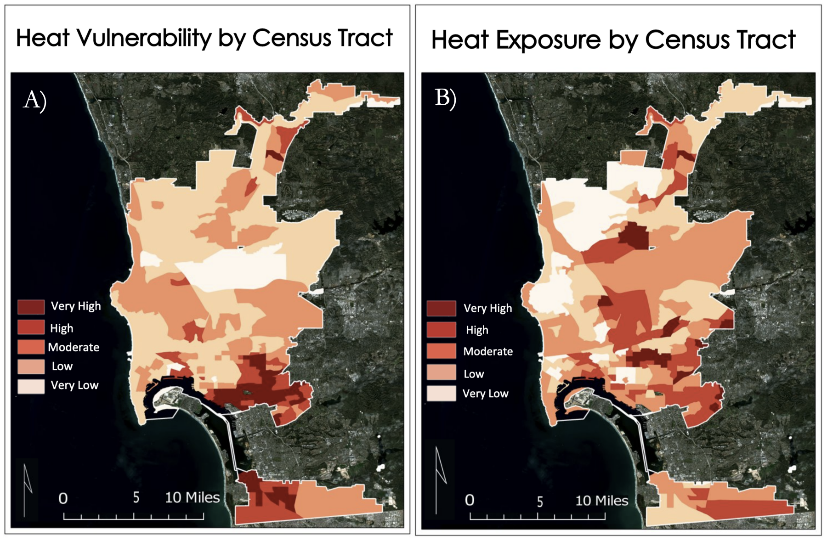 Heat Vulnerability by Census Tract
A)
Very High
High
Moderate
Low
Very Low
0
10 Miles
Heat Exposure by Census Tract
B)
Very High
High
Moderate
Low
Very Low
0
5
10 Miles